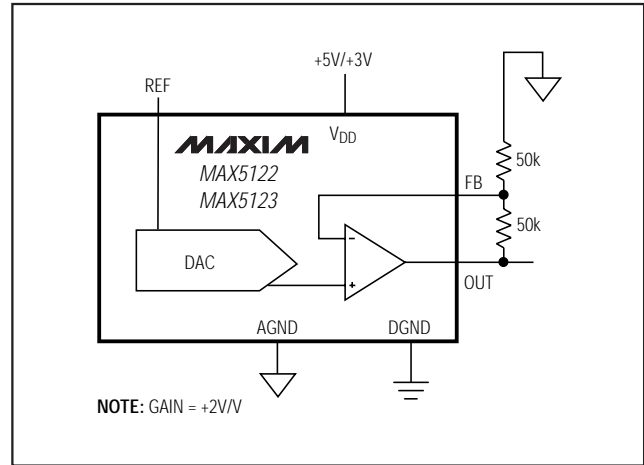 +5V/+3V
REF
VDD
MAXIM
MAX5122
MAX5123
50k
FB
50k
DAC
-
+
OUT
AGND
DGND
NOTE: GAIN = +2V/V